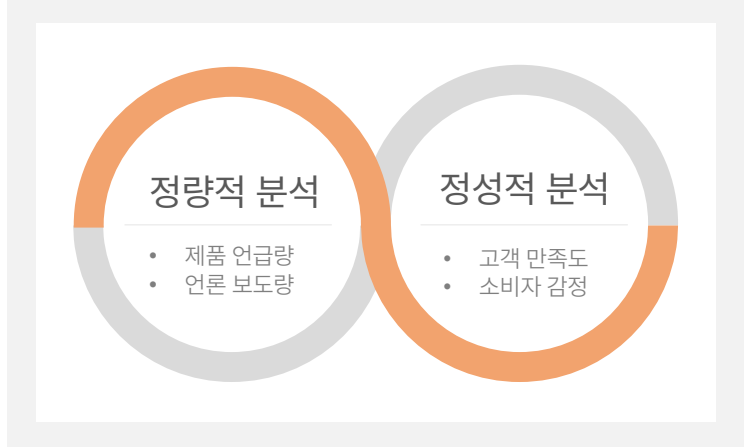 정량적 분석
• 제품 언급량
• 언론 보도량
정성적 분석
• 고객 만족도
• 소비자 감정